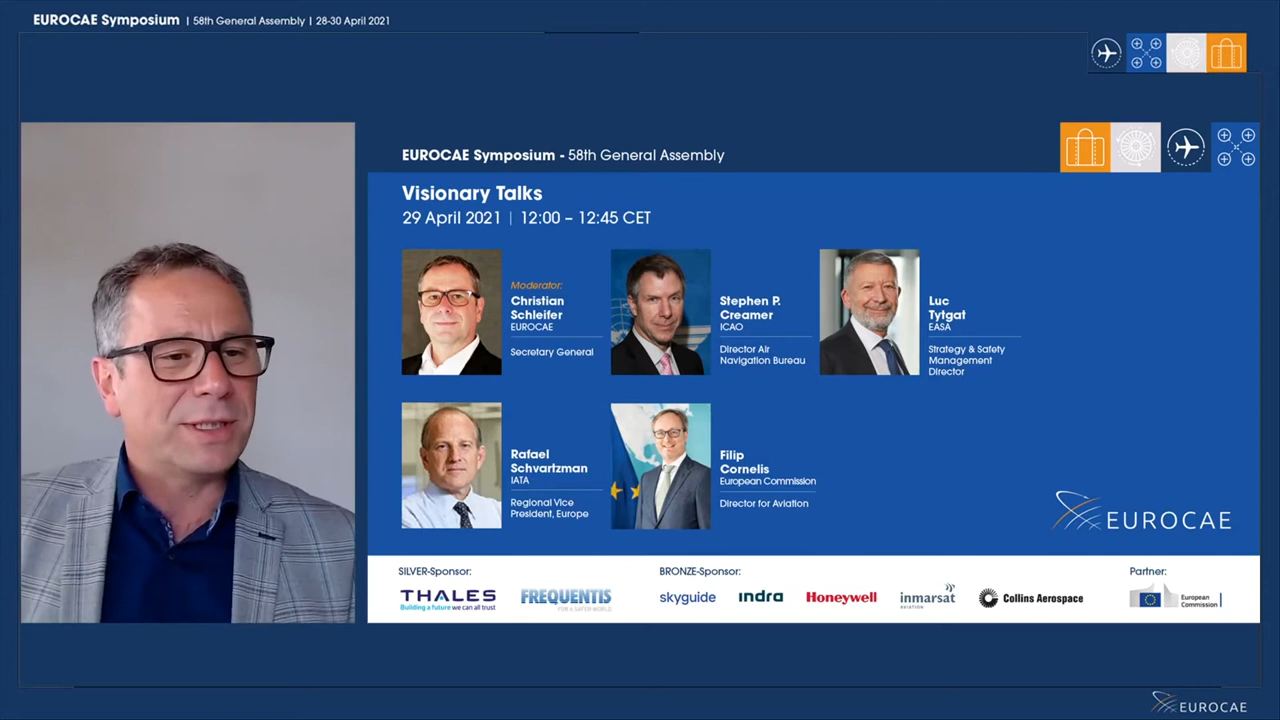 EUROCAE Symposium | 58th General Assembly | 28-30 April 2021
EUROCAE Symposium - 58th General Assembly
Visionary Talks
29 April 2021 | 12:00 – 12:45 CET
Moderator:
Christian
Schleifer
EUROCAE
Secretary General
Stephen P.
Creamer
ICAO
Director Air
Navigation Bureau
Luc
Tytgat
EASA
Strategy & Safety
Management
Director
Rafael
Schvartzman
IATA
Regional Vice
President, Europe
Filip
Cornelis
European Commission
Director for Aviation
EUROCAE
SILVER-Sponsor:
THALES
Building a future we can all trust
FREQUENTIS
FOR A SAFER WORLD
BRONZE-Sponsor:
skyguide
indra
Honeywell
inmarsat
AVIATION
Collins Aerospace
Partner:
European
Commission
EUROCAE